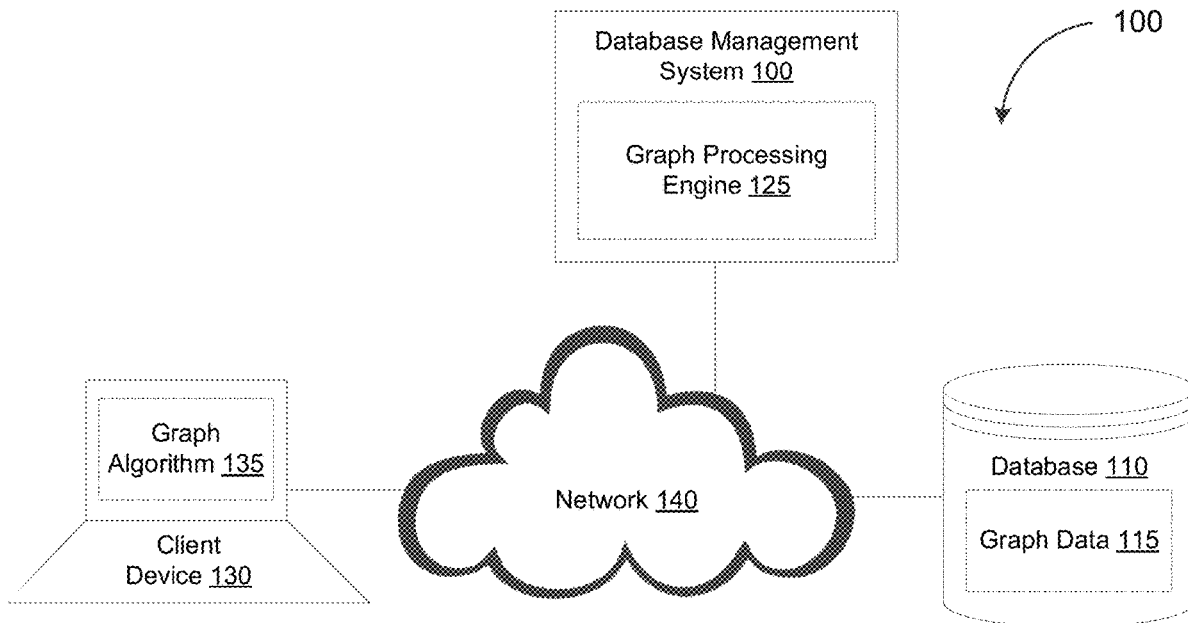 100
Database Management
System 100
Graph Processing
Engine 125
Graph
Algorithm 135
Client
Device 130
Network 140
Database 110
Graph Data 115